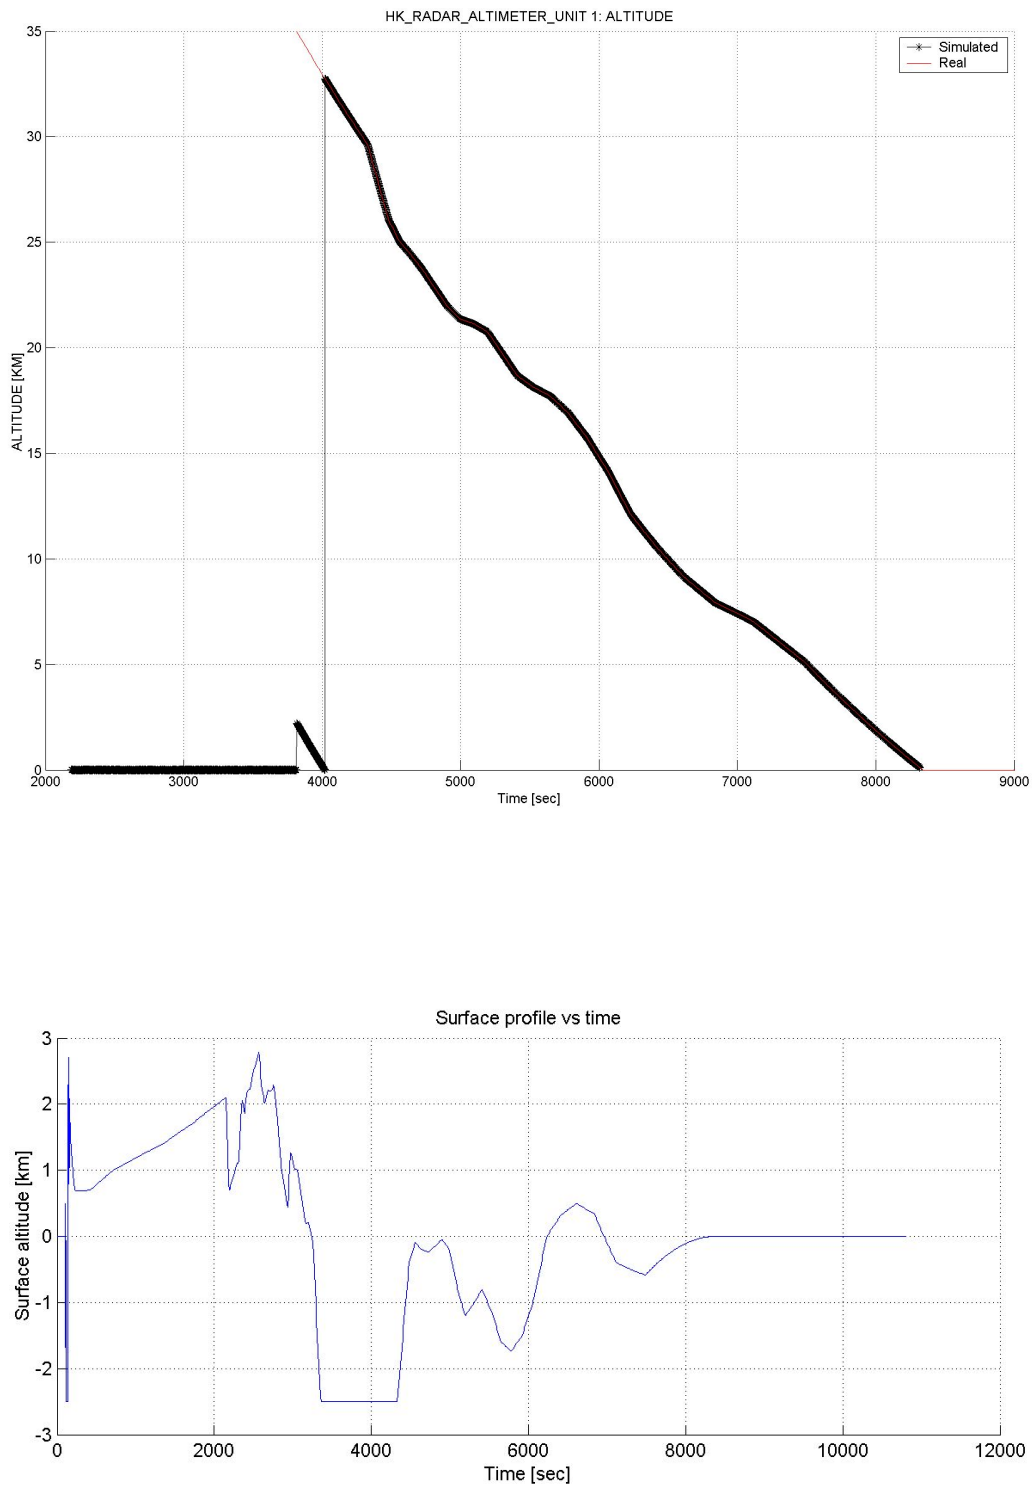 HK_RADAR_ALTIMETER_UNIT 1: ALTITUDE
35
Simulated
Real
30
25
20
ALTITUDE [KM]
15
10
5
0
2000 3000 4000 5000 6000 7000 8000 9000
Time [sec]
Surface profile vs time
3
2
1
0
-1
-2
-3
Surface altitude [km]
0 2000 4000 6000 8000 10000 12000
Time [sec]